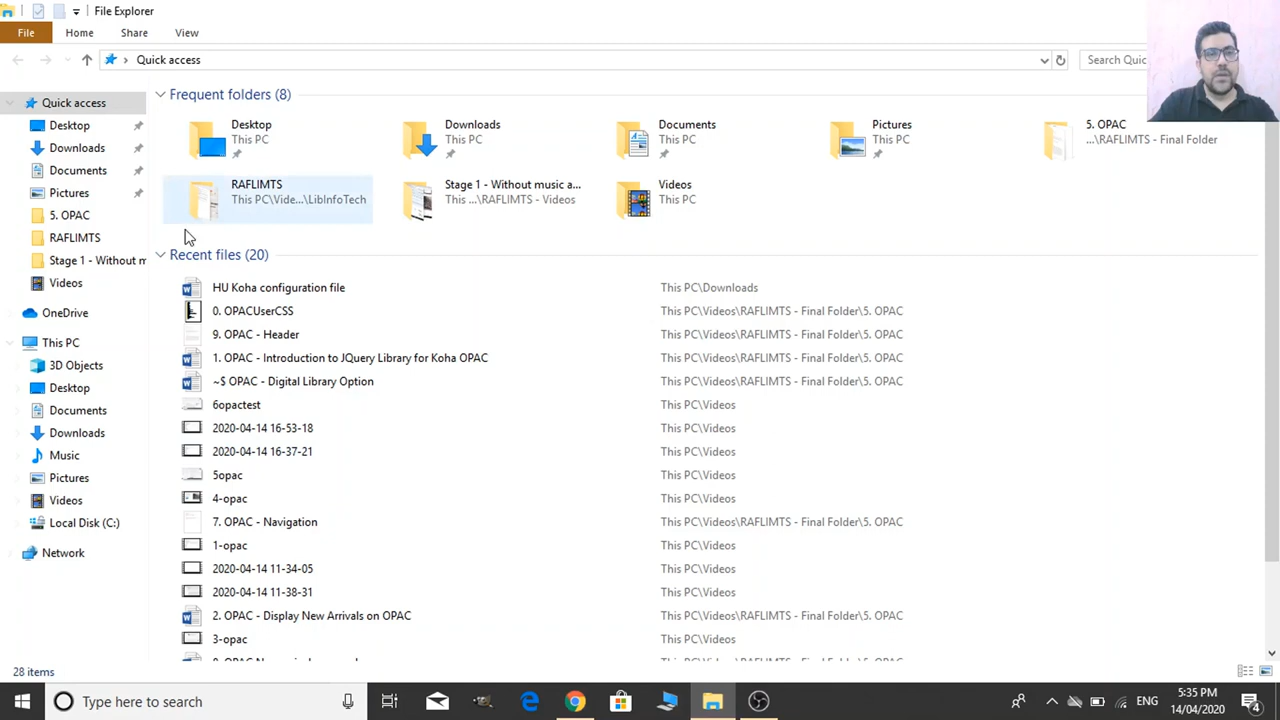 File Explorer
File Home Share View
Quick access Search Quic
Quick access
Desktop
Downloads
Documents
Pictures
5. OPAC
RAFLIMTS
Stage 1 - Without m
Videos
OneDrive
This PC
3D Objects
Desktop
Documents
Downloads
Music
Pictures
Videos
Local Disk (C:)
Network
Frequent folders (8)
Desktop
This PC
Downloads
This PC
Documents
This PC
Pictures
This PC
5. OPAC
...\RAFLIMTS - Final Folder
RAFLIMTS
This PC\Vide...\LibInfoTech
Stage 1 - Without music a...
This ...\RAFLIMTS - Videos
Videos
This PC
Recent files (20)
HU Koha configuration file This PC\Downloads
0. OPACUserCSS This PC\Videos\RAFLIMTS - Final Folder\5. OPAC
9. OPAC - Header This PC\Videos\RAFLIMTS - Final Folder\5. OPAC
1. OPAC - Introduction to JQuery Library for Koha OPAC This PC\Videos\RAFLIMTS - Final Folder\5. OPAC
~$ OPAC - Digital Library Option This PC\Videos\RAFLIMTS - Final Folder\5. OPAC
6opactest This PC\Videos
2020-04-14 16-53-18 This PC\Videos
2020-04-14 16-37-21 This PC\Videos
5opac This PC\Videos
4-opac This PC\Videos
7. OPAC - Navigation This PC\Videos\RAFLIMTS - Final Folder\5. OPAC
1-opac This PC\Videos
2020-04-14 11-34-05 This PC\Videos
2020-04-14 11-38-31 This PC\Videos
2. OPAC - Display New Arrivals on OPAC This PC\Videos\RAFLIMTS - Final Folder\5. OPAC
3-opac This PC\Videos
28 items
Type here to search
ENG
5:35 PM
14/04/2020
4